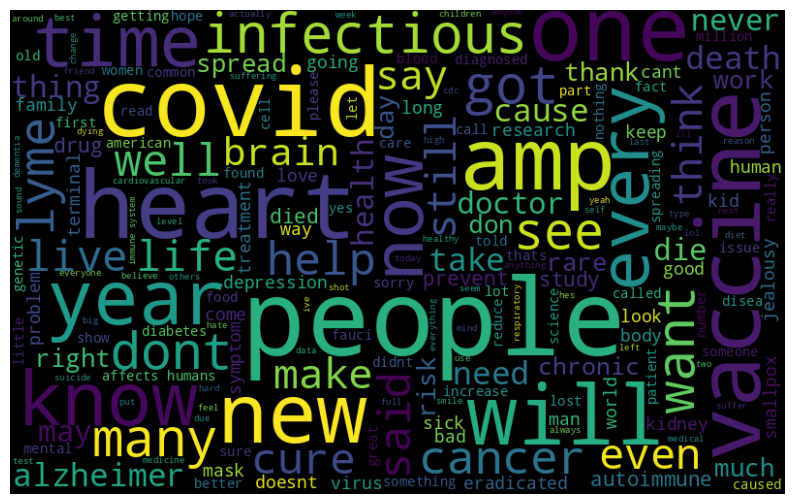 around
best
getting
hope
actually
week
children
anyone
never
old
change
time
infectious
one
women
common
suffering
blood
diagnosed
million
spread
going
say
got
thank
cant
death
thing
covid
please
cdc
part
fact
work
family
cell
let
day
long
cause
nothing
first
read
care
high
call
research
keep
person
dying
drug
american
well
brain
now
still
amp
every
think
vaccine
human
lyme
terminal
found
love
health
last
reason
friend
dementia
cardiovascular
took
yes
doctor
yeah
ill
spreading
kid
really
heart
died
don
self
type
next
sound
level
way
told
see
maybe
lol
genetic
immune system
treatment
healthy
thats
die
issue
diet
live
life
help
today
take
rare
good
jealousy
everyone
believe
others
depression
sorry
anything
prevent
study
called
disea
problem
year
food
ive
shot
seem
hes
lot
look
number
little
big
hate
come
people
reduce
science
body
someone
show
diabetes
fauci
everything
mind
respiratory
want
two
right
dont
data
didnt
use
left
smallpox
affects humans
symptoms
make
said
risk
need
chronic
patient
suicide
put
hard
increase
lost
world
suffer
know
new
full
smile
will
man
may
many
feel
due
great
sick
always
kidney
mental
sure
cure
bad
cancer
even
medical
test
medicine
mask
doesnt
something
autoimmune
much
alzheimer
better
virus
eradicated
caused